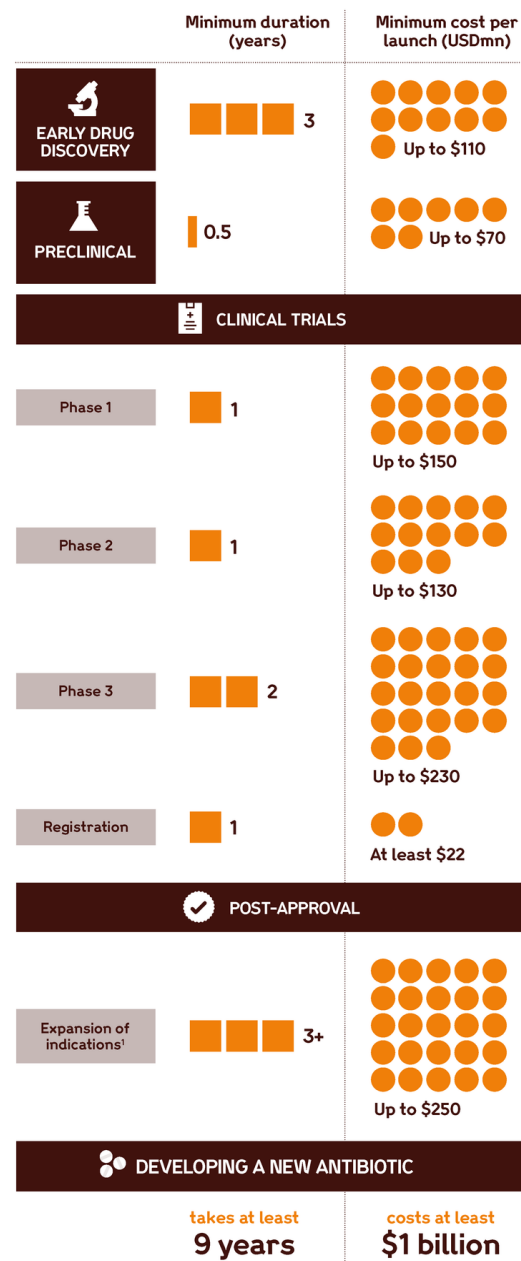 Minimum duration
(years)
Minimum cost per
launch (USDmn)
EARLY DRUG
DISCOVERY
3
Up to $110
PRECLINICAL
0.5
Up to $70
CLINICAL TRIALS
Phase 1
1
Up to $150
Phase 2
1
Up to $130
Phase 3
2
Up to $230
Registration
1
At least $22
POST-APPROVAL
Expansion of
indications¹
3+
Up to $250
DEVELOPING A NEW ANTIBIOTIC
takes at least
9 years
costs at least
$1 billion